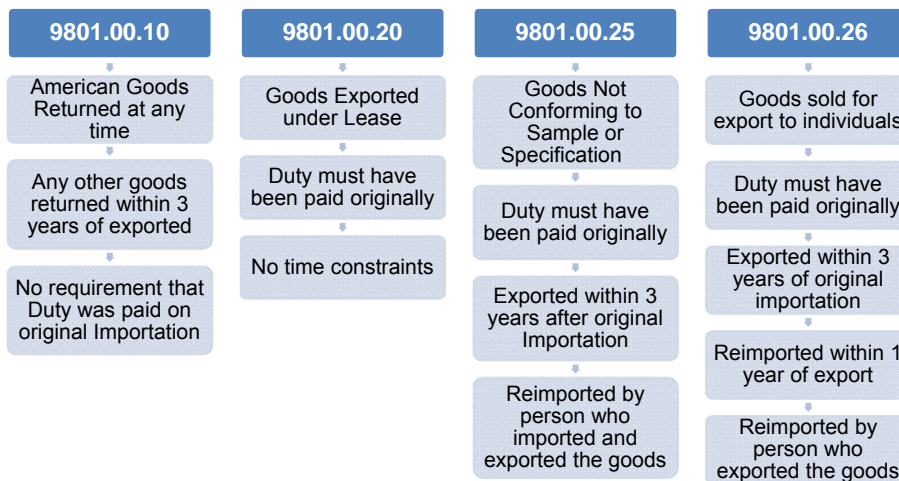 9801.00.10
American Goods
Returned at any
time
Any other goods
returned within 3
years of exported
No requirement that
Duty was paid on
original Importation
9801.00.20
Goods Exported
under Lease
Duty must have
been paid originally
No time constraints
9801.00.25
Goods Not
Conforming to
Sample or
Specification
Duty must have
been paid originally
Exported within 3
years after original
Importation
Reimported by
person who
imported and
exported the goods
9801.00.26
Goods sold for
export to individuals
Duty must have
been paid originally
Exported within 3
years of original
importation
Reimported within 1
year of export
Reimported by
person who
exported the goods